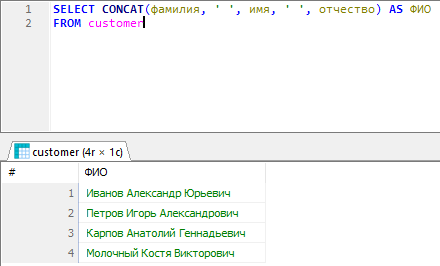 1 SELECT CONCAT(фамилия, ' ', имя, ' ', отчество) AS ФИО
2 FROM customer
customer (4r × 1c)
# ФИО
1 Иванов Александр Юрьевич
2 Петров Игорь Александрович
3 Карпов Анатолий Геннадьевич
4 Молочный Костя Викторович